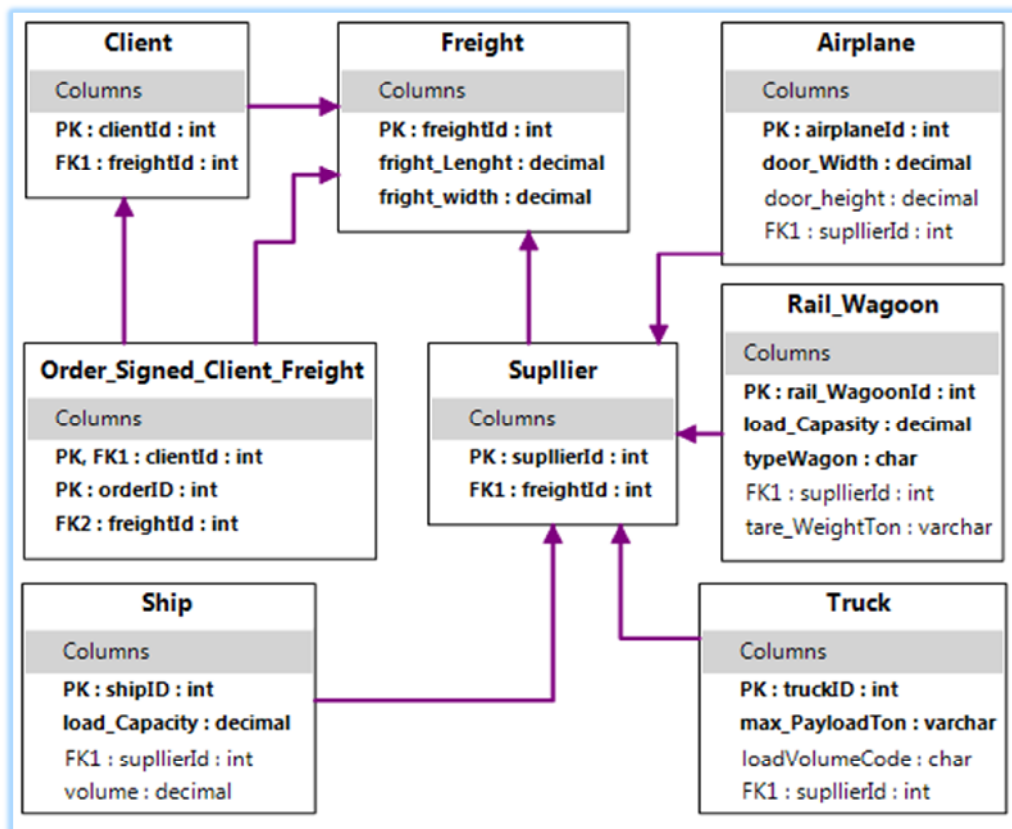 Client
Columns
PK : clientId : int
FK1 : freightId : int
Freight
Columns
PK : freightId : int
fright_Lenght : decimal
fright_width : decimal
Airplane
Columns
PK : airplaneId : int
door_Width : decimal
door_height : decimal
FK1 : supllierId : int
Order_Signed_Client_Freight
Columns
PK, FK1 : clientId : int
PK : orderID : int
FK2 : freightId : int
Supllier
Columns
PK : supllierId : int
FK1 : freightId : int
Rail_Wagoon
Columns
PK : rail_WagoonId : int
load_Capasity : decimal
typeWagon : char
FK1 : supllierId : int
tare_WeightTon : varchar
Ship
Columns
PK : shipID : int
load_Capacity : decimal
FK1 : supllierId : int
volume : decimal
Truck
Columns
PK : truckID : int
max_PayloadTon : varchar
loadVolumeCode : char
FK1 : supllierId : int